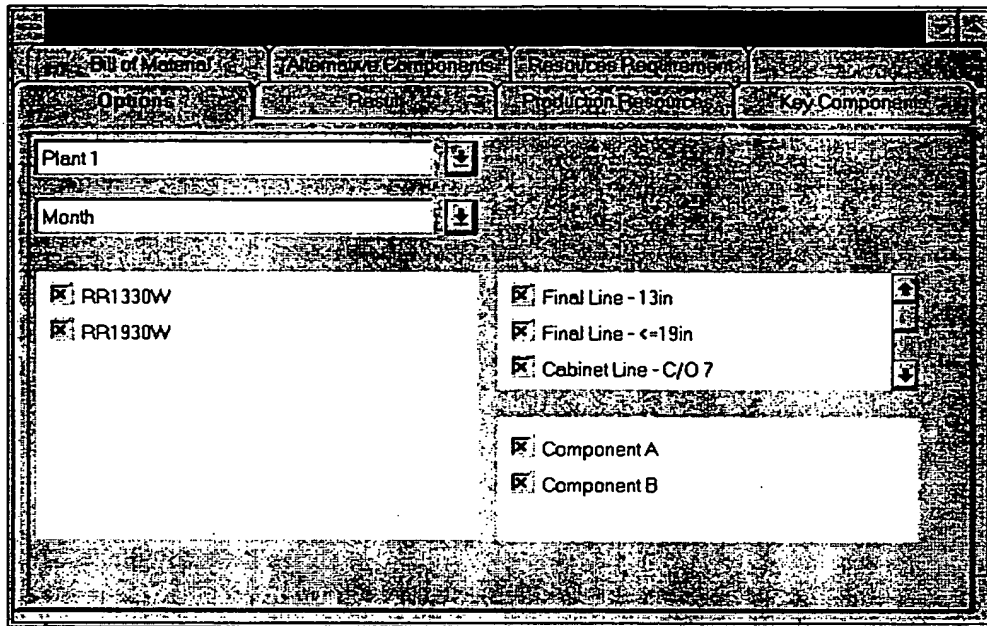 Bill of Material
Alternative Components
Resources Requirement
Options
Result
Production Resources
Key Components
Plant 1
Month
RR1330W
RR1930W
Final Line - 13in
Final Line - <=19in
Cabinet Line - C/O 7
Component A
Component B